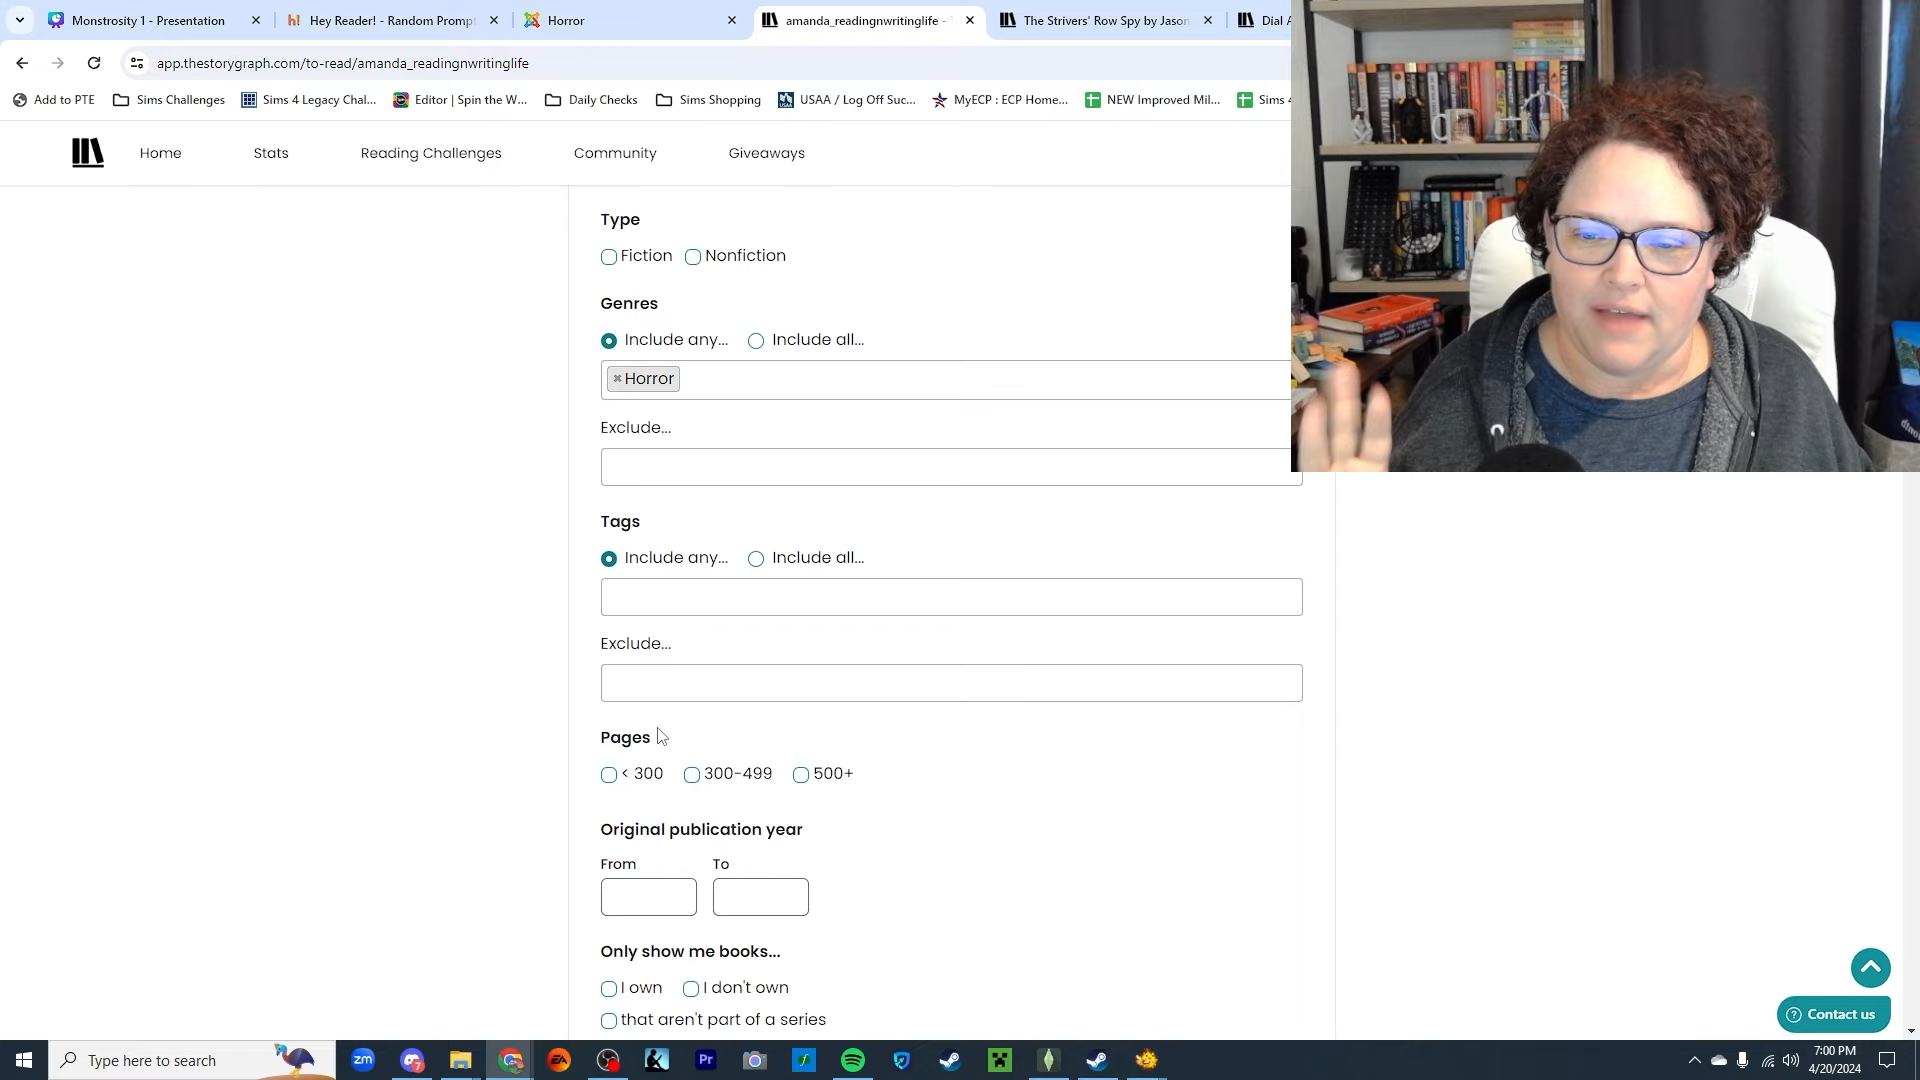 Monstrosity 1 - Presentation
h! Hey Reader! - Random Prompt
Horror
amanda_readingnwritinglife -
The Strivers' Row Spy by Jason
Dial A
app.thestorygraph.com/to-read/amanda_readingnwritinglife
Add to PTE
Sims Challenges
Sims 4 Legacy Chal...
Editor | Spin the W...
Daily Checks
Sims Shopping
USAA / Log Off Suc...
MyECP : ECP Home...
NEW Improved Mil...
Sims 4
Home
Stats
Reading Challenges
Community
Giveaways
Type
Fiction Nonfiction
Genres
Include any... Include all...
× Horror
Exclude...
Tags
Include any... Include all...
Exclude...
Pages
< 300 300-499 500+
Original publication year
From To
Only show me books...
I own I don't own
that aren't part of a series
Contact us
Type here to search
zm
7
EA
Pr
7:00 PM
4/20/2024